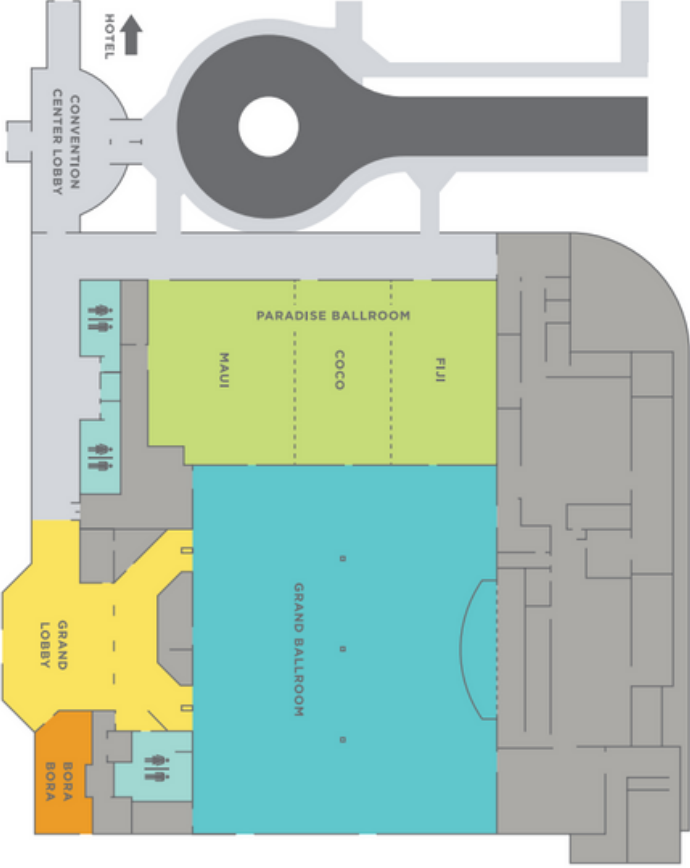 HOTEL
CONVENTION
CENTER LOBBY
PARADISE BALLROOM
MAUI
COCO
FIJI
GRAND BALLROOM
GRAND
LOBBY
BORA
BORA